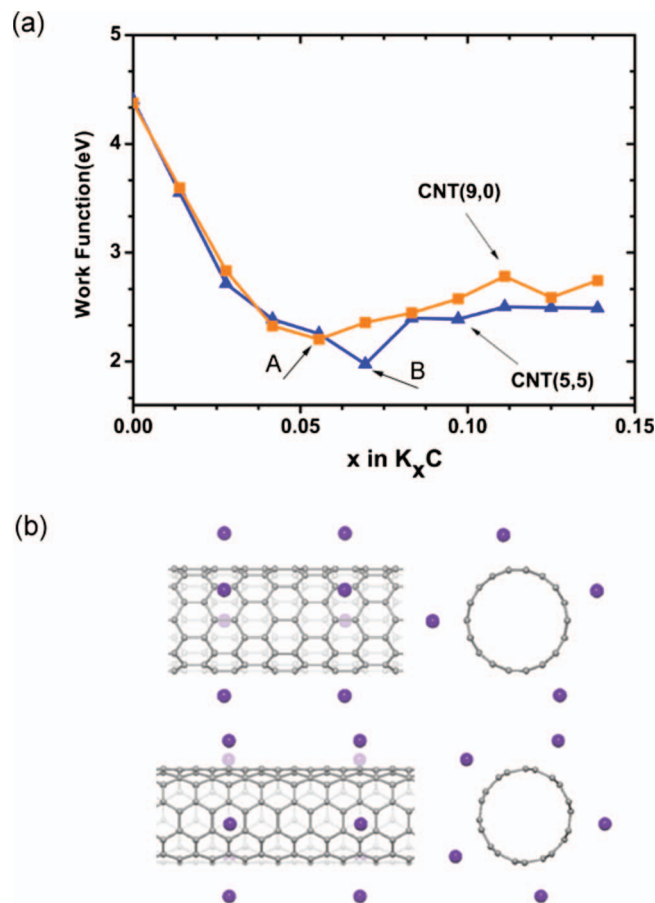 (a)
5
4
3
2
Work Function(eV)
CNT(9,0)
A
B
CNT(5,5)
0.00 0.05 0.10 0.15
x in KxC
(b)